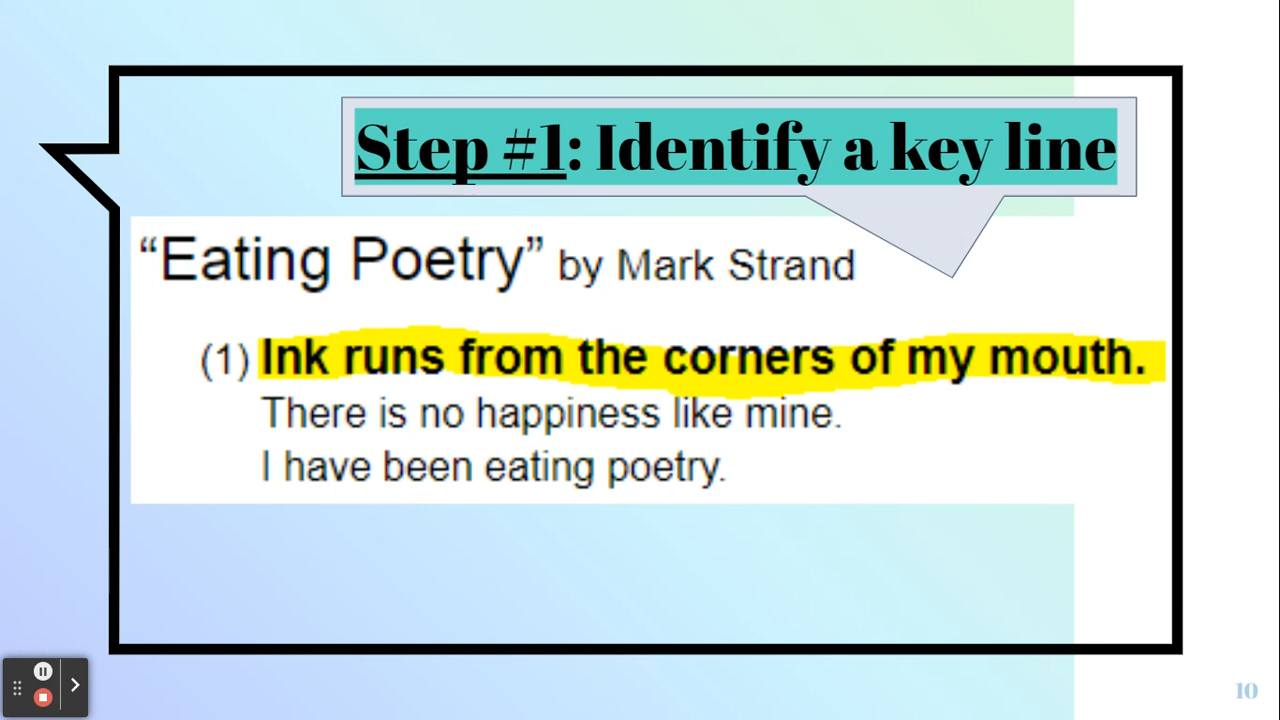 Step #1: Identify a key line
“Eating Poetry” by Mark Strand
(1) Ink runs from the corners of my mouth.
There is no happiness like mine.
I have been eating poetry.
10